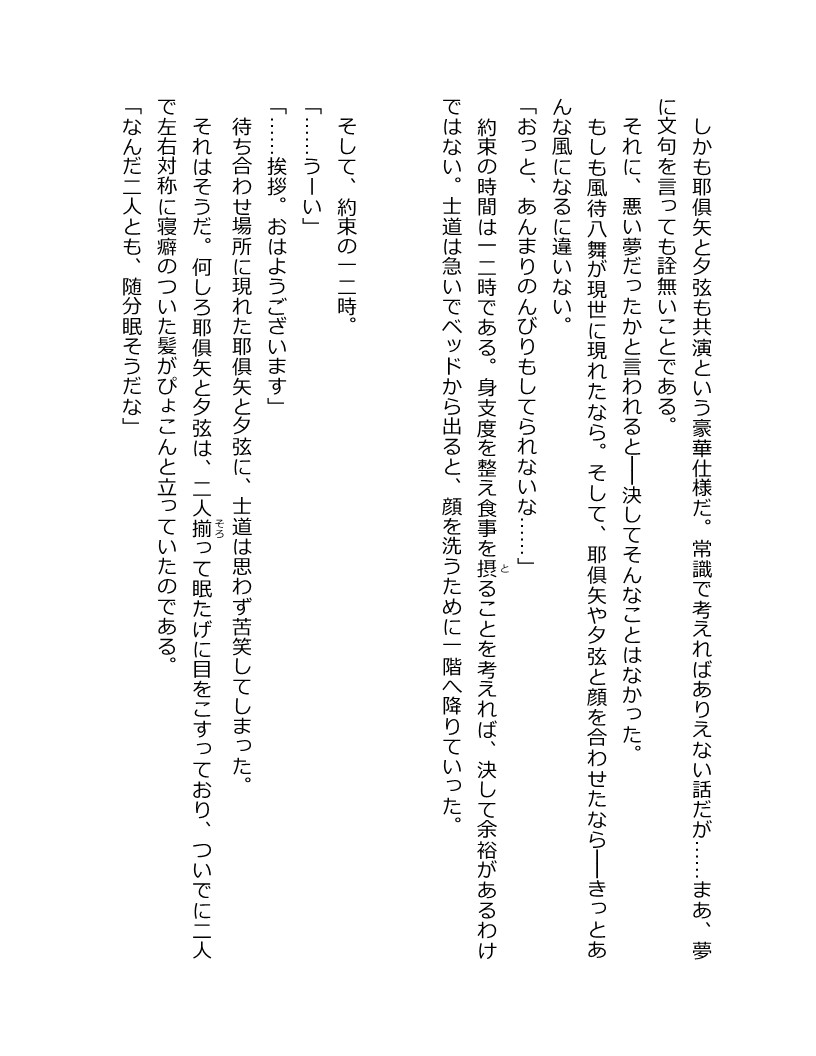 しかも耶倶矢と夕弦も共演という豪華仕様だ。常識で考えればありえない話だが……まあ、夢
に文句を言っても詮無いことである。
それに、悪い夢だったかと言われると――決してそんなことはなかった。
もしも風待八舞が現世に現れたなら。そして、耶倶矢や夕弦と顔を合わせたなら――きっとあ
んな風になるに違いない。
「おっと、あんまりのんびりもしてられないな……」
約束の時間は一二時である。身支度を整え食事を摂ることを考えれば、決して余裕があるわけ
ではない。士道は急いでベッドから出ると、顔を洗うために一階へ降りていった。
そして、約束の一二時。
「……うーい」
「……挨拶。おはようございます」
待ち合わせ場所に現れた耶倶矢と夕弦に、士道は思わず苦笑してしまった。
それはそうだ。何しろ耶倶矢と夕弦は、二人揃って眠たげに目をこすっており、ついでに二人
で左右対称に寝癖のついた髪がぴょこんと立っていたのである。
「なんだ二人とも、随分眠そうだな」